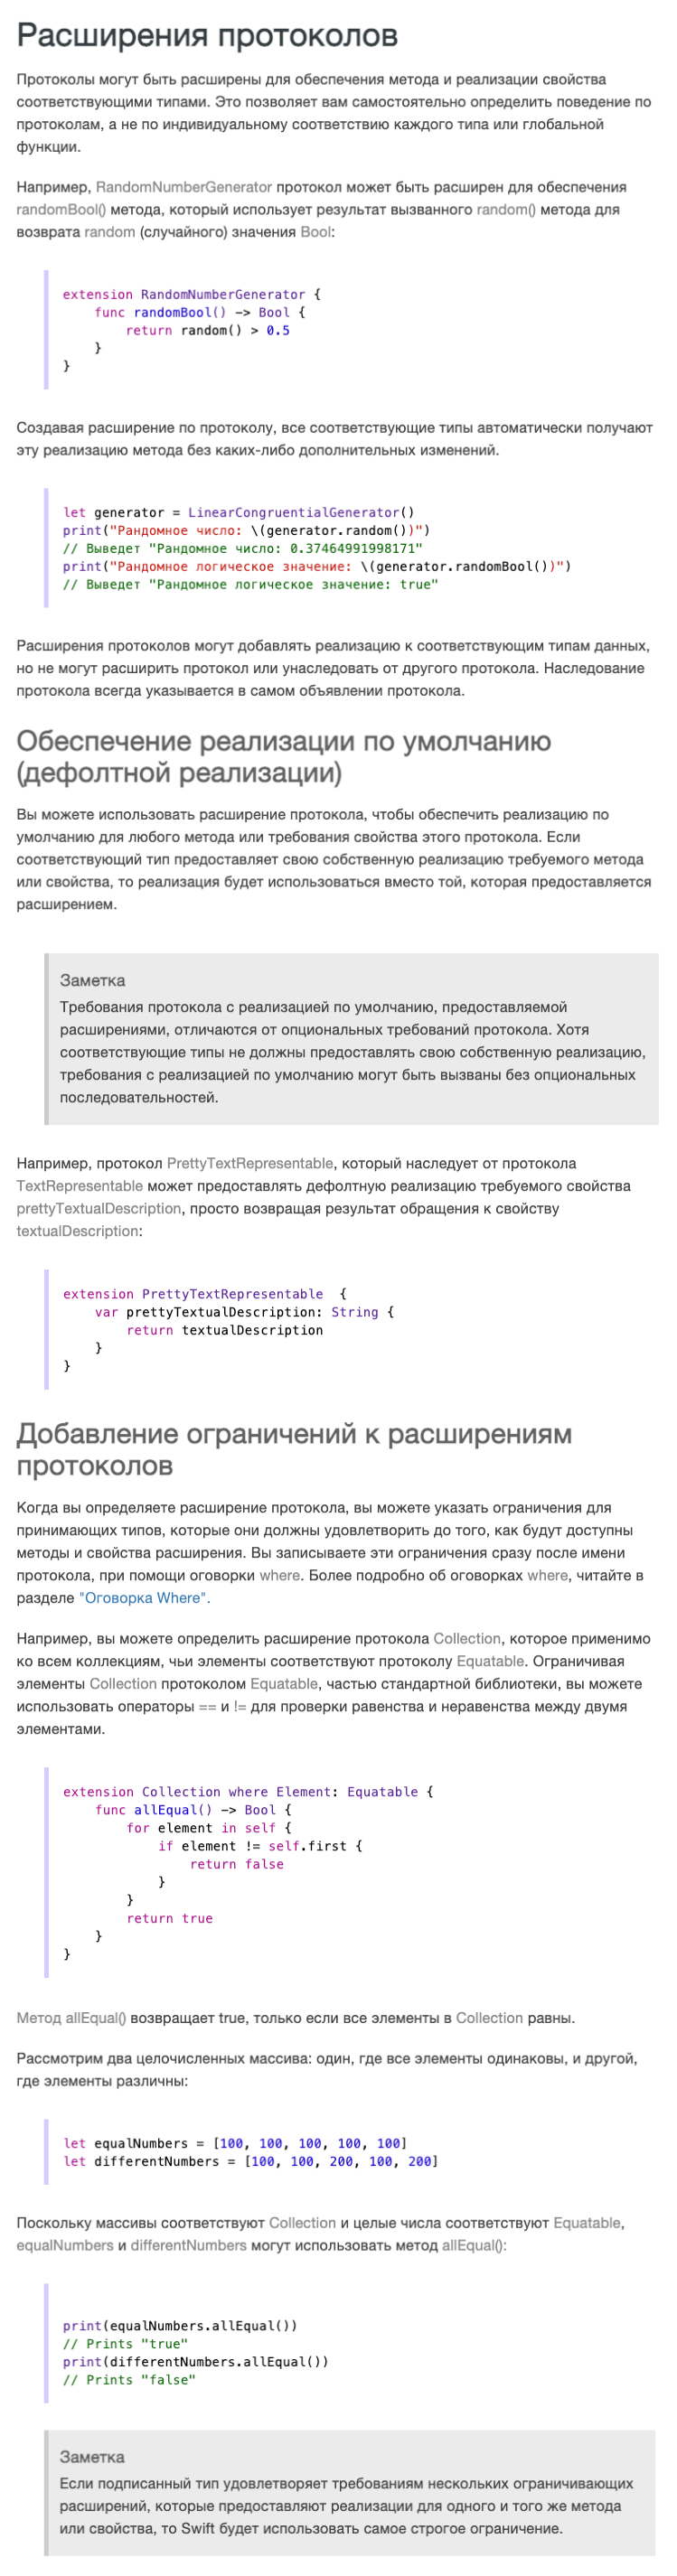 Расширения протоколов
Протоколы могут быть расширены для обеспечения метода и реализации свойства
соответствующими типами. Это позволяет вам самостоятельно определить поведение по
протоколам, а не по индивидуальному соответствию каждого типа или глобальной
функции.
Например, RandomNumberGenerator протокол может быть расширен для обеспечения
randomBool() метода, который использует результат вызванного random() метода для
возврата random (случайного) значения Bool:
extension RandomNumberGenerator {
    func randomBool() -> Bool {
        return random() > 0.5
    }
}
Создавая расширение по протоколу, все соответствующие типы автоматически получают
эту реализацию метода без каких-либо дополнительных изменений.
let generator = LinearCongruentialGenerator()
print("Рандомное число: \(generator.random())")
// Выведет "Рандомное число: 0.37464991998171"
print("Рандомное логическое значение: \(generator.randomBool())")
// Выведет "Рандомное логическое значение: true"
Расширения протоколов могут добавлять реализацию к соответствующим типам данных,
но не могут расширить протокол или унаследовать от другого протокола. Наследование
протокола всегда указывается в самом объявлении протокола.
Обеспечение реализации по умолчанию
(дефолтной реализации)
Вы можете использовать расширение протокола, чтобы обеспечить реализацию по
умолчанию для любого метода или требования свойства этого протокола. Если
соответствующий тип предоставляет свою собственную реализацию требуемого метода
или свойства, то реализация будет использоваться вместо той, которая предоставляется
расширением.
Заметка
Требования протокола с реализацией по умолчанию, предоставляемой
расширениями, отличаются от опциональных требований протокола. Хотя
соответствующие типы не должны предоставлять свою собственную реализацию,
требования с реализацией по умолчанию могут быть вызваны без опциональных
последовательностей.
Например, протокол PrettyTextRepresentable, который наследует от протокола
TextRepresentable может предоставлять дефолтную реализацию требуемого свойства
prettyTextualDescription, просто возвращая результат обращения к свойству
textualDescription:
extension PrettyTextRepresentable  {
    var prettyTextualDescription: String {
        return textualDescription
    }
}
Добавление ограничений к расширениям
протоколов
Когда вы определяете расширение протокола, вы можете указать ограничения для
принимающих типов, которые они должны удовлетворить до того, как будут доступны
методы и свойства расширения. Вы записываете эти ограничения сразу после имени
протокола, при помощи оговорки where. Более подробно об оговорках where, читайте в
разделе "Оговорка Where".
Например, вы можете определить расширение протокола Collection, которое применимо
ко всем коллекциям, чьи элементы соответствуют протоколу Equatable. Ограничивая
элементы Collection протоколом Equatable, частью стандартной библиотеки, вы можете
использовать операторы == и != для проверки равенства и неравенства между двумя
элементами.
extension Collection where Element: Equatable {
    func allEqual() -> Bool {
        for element in self {
            if element != self.first {
                return false
            }
        }
        return true
    }
}
Метод allEqual() возвращает true, только если все элементы в Collection равны.
Рассмотрим два целочисленных массива: один, где все элементы одинаковы, и другой,
где элементы различны:
let equalNumbers = [100, 100, 100, 100, 100]
let differentNumbers = [100, 100, 200, 100, 200]
Поскольку массивы соответствуют Collection и целые числа соответствуют Equatable,
equalNumbers и differentNumbers могут использовать метод allEqual():
print(equalNumbers.allEqual())
// Prints "true"
print(differentNumbers.allEqual())
// Prints "false"
Заметка
Если подписанный тип удовлетворяет требованиям нескольких ограничивающих
расширений, которые предоставляют реализации для одного и того же метода
или свойства, то Swift будет использовать самое строгое ограничение.